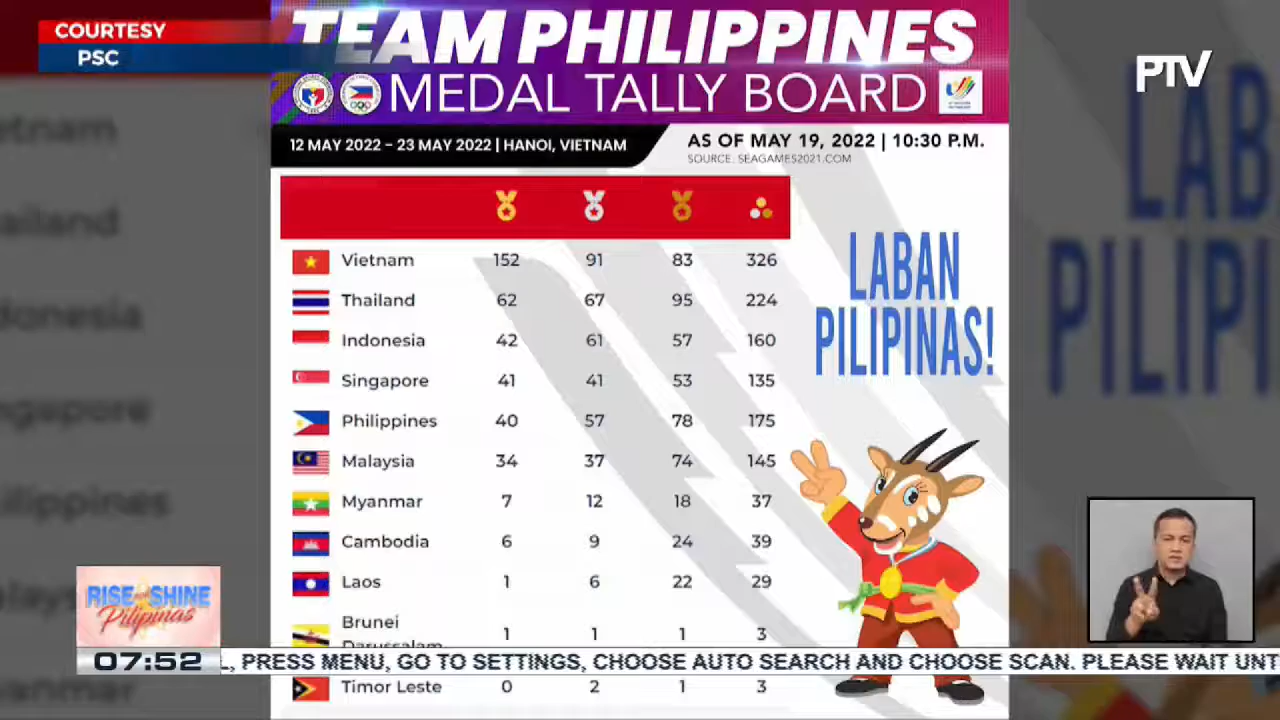 COURTESY
PSC
PTV
TEAM PHILIPPINES
MEDAL TALLY BOARD
12 MAY 2022 – 23 MAY 2022 | HANOI, VIETNAM
AS OF MAY 19, 2022 | 10:30 P.M.
SOURCE: SEAGAMES2021.COM
Vietnam 152 91 83 326
Thailand 62 67 95 224
Indonesia 42 61 57 160
Singapore 41 41 53 135
Philippines 40 57 78 175
Malaysia 34 37 74 145
Myanmar 7 12 18 37
Cambodia 6 9 24 39
Laos 1 6 22 29
Brunei
Darussalam 1 1 1 3
Timor Leste 0 2 1 3
LABAN
PILIPINAS!
RISE AND SHINE
Pilipinas
07:52
L, PRESS MENU, GO TO SETTINGS, CHOOSE AUTO SEARCH AND CHOOSE SCAN. PLEASE WAIT UNT